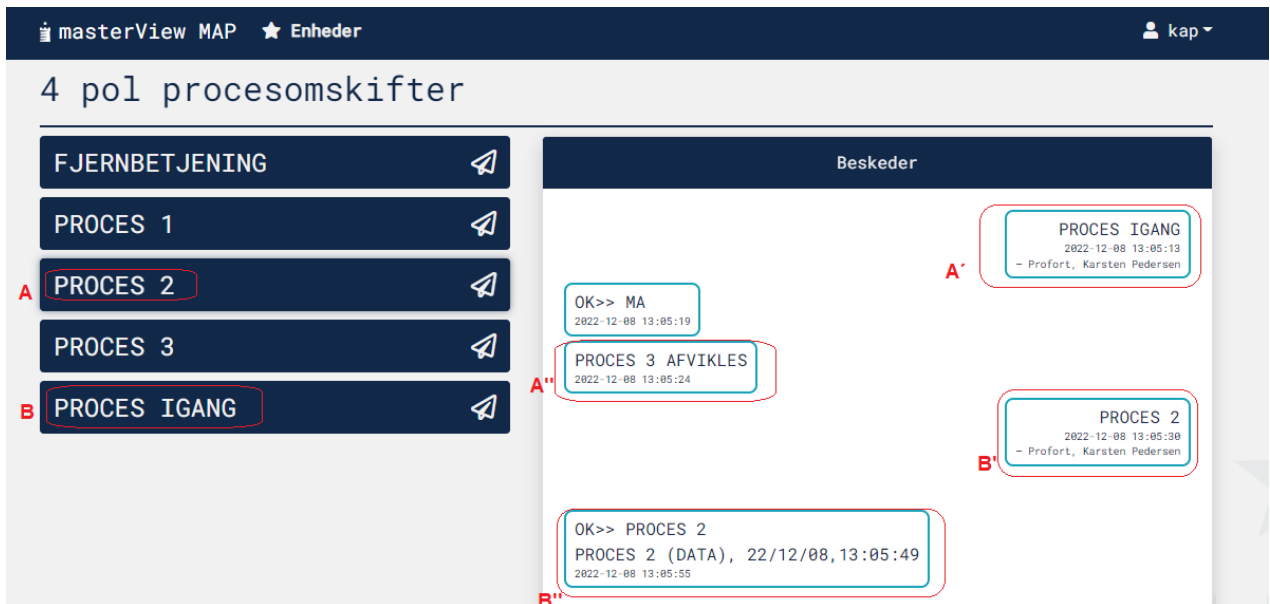 masterView MAP Enheder kap
4 pol procesomskifter
FJERNBETJENING
PROCES 1
A PROCES 2
PROCES 3
B PROCES IGANG
Beskeder
PROCES IGANG
2022-12-08 13:05:13
– Profort, Karsten Pedersen
A´
OK>> MA
2022-12-08 13:05:19
PROCES 3 AFVIKLES
2022-12-08 13:05:24
A''
PROCES 2
2022-12-08 13:05:30
– Profort, Karsten Pedersen
B'
OK>> PROCES 2
PROCES 2 (DATA), 22/12/08,13:05:49
2022-12-08 13:05:55
B''